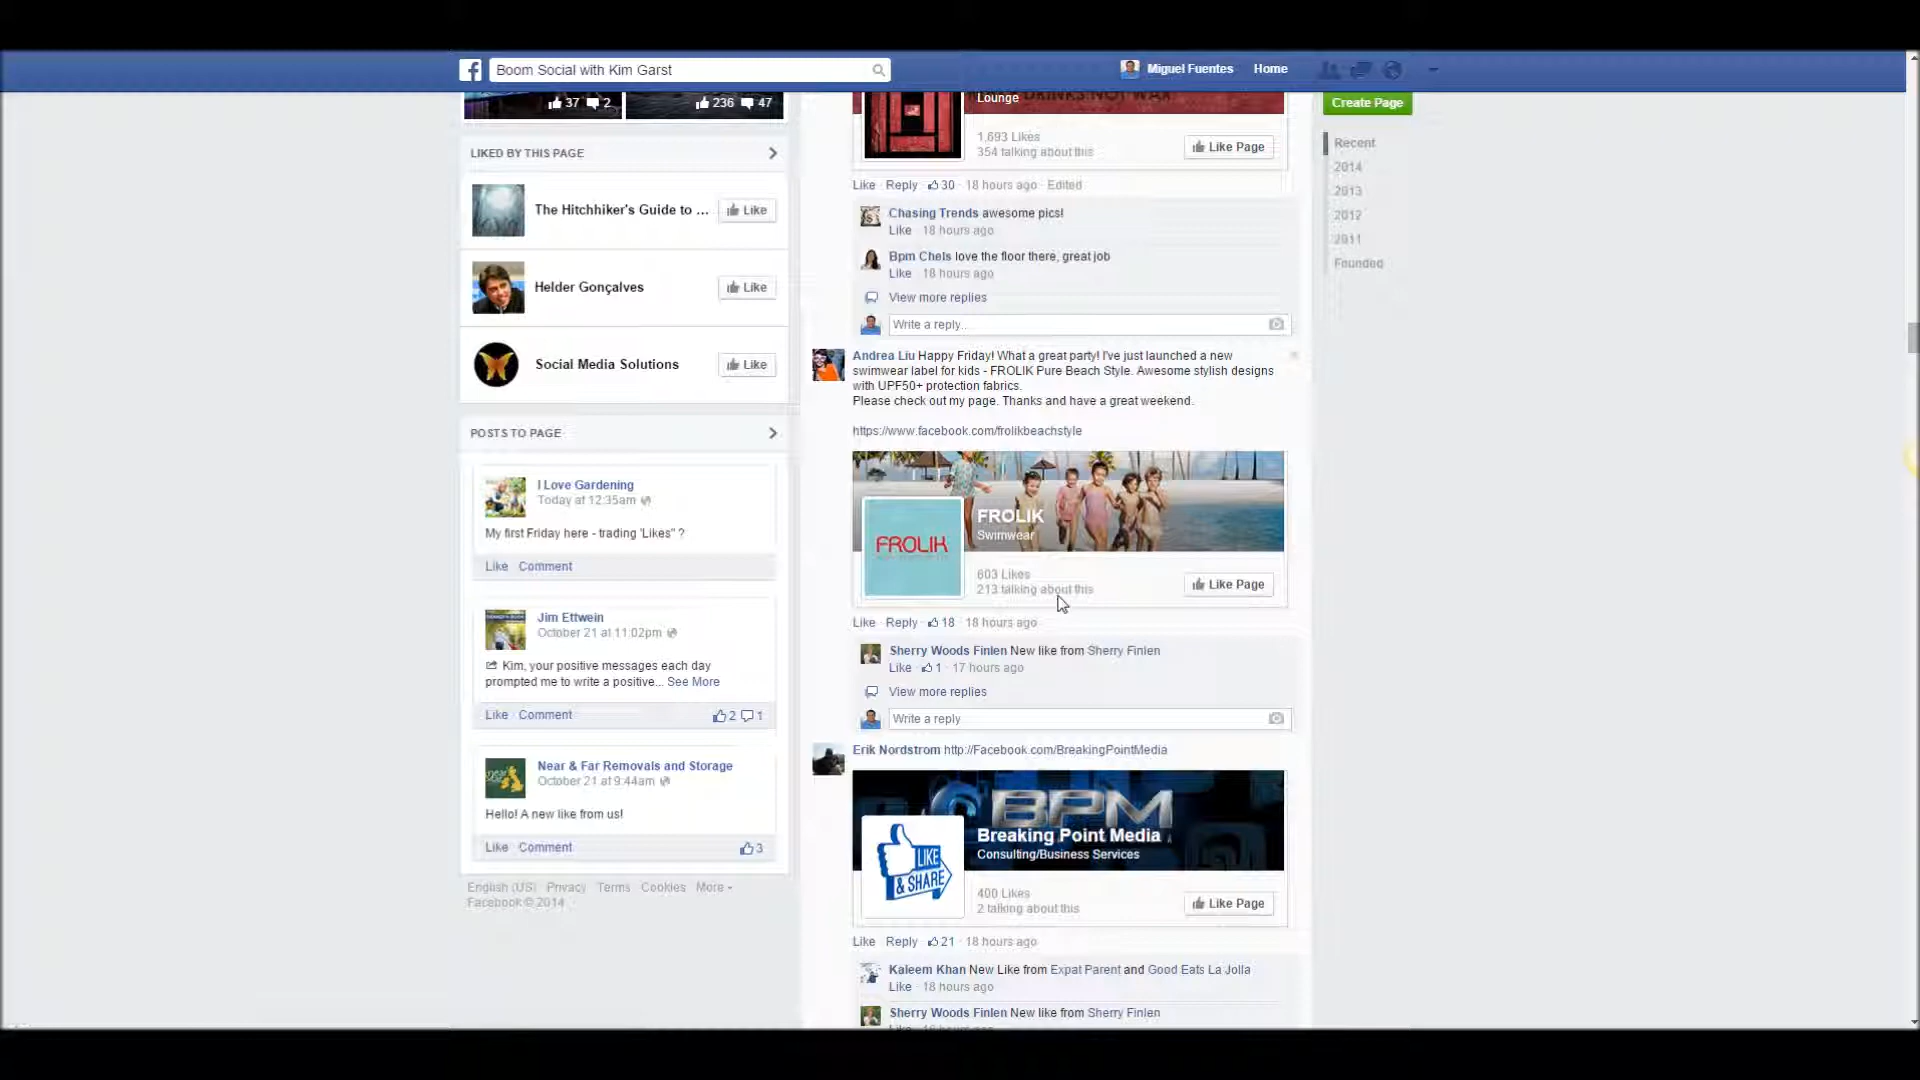 Boom Social with Kim Garst
Miguel Fuentes
Home
37 2
236 47
LIKED BY THIS PAGE
The Hitchhiker's Guide to ...
Like
Helder Gonçalves
Like
Social Media Solutions
Like
POSTS TO PAGE
I Love Gardening
Today at 12:35am
My first Friday here - trading 'Likes" ?
Like Comment
Jim Ettwein
October 21 at 11:02pm
Kim, your positive messages each day
prompted me to write a positive... See More
Like · Comment
2 1
Near & Far Removals and Storage
October 21 at 9:44am
Hello! A new like from us!
Like · Comment
3
English (US) · Privacy · Terms · Cookies · More
Facebook © 2014
DRINKS NOT WAX
Lounge
1,693 Likes
354 talking about this
Like Page
Like · Reply · 30 · 18 hours ago · Edited
Chasing Trends awesome pics!
Like · 18 hours ago
Bpm Chels love the floor there, great job
Like · 18 hours ago
View more replies
Write a reply...
Andrea Liu Happy Friday! What a great party! I've just launched a new
swimwear label for kids - FROLIK Pure Beach Style. Awesome stylish designs
with UPF50+ protection fabrics.
Please check out my page. Thanks and have a great weekend.
https://www.facebook.com/frolikbeachstyle
FROLIK
FROLIK
Swimwear
603 Likes
213 talking about this
Like Page
Like · Reply · 18 · 18 hours ago
Sherry Woods Finlen New like from Sherry Finlen
Like · 1 · 17 hours ago
View more replies
Write a reply
Erik Nordstrom http://Facebook.com/BreakingPointMedia
BPM
Breaking Point Media
Consulting/Business Services
LIKE
& SHARE
400 Likes
2 talking about this
Like Page
Like · Reply · 21 · 18 hours ago
Kaleem Khan New Like from Expat Parent and Good Eats La Jolla
Like · 18 hours ago
Sherry Woods Finlen New like from Sherry Finlen
Create Page
Recent
2014
2013
2012
2011
Founded